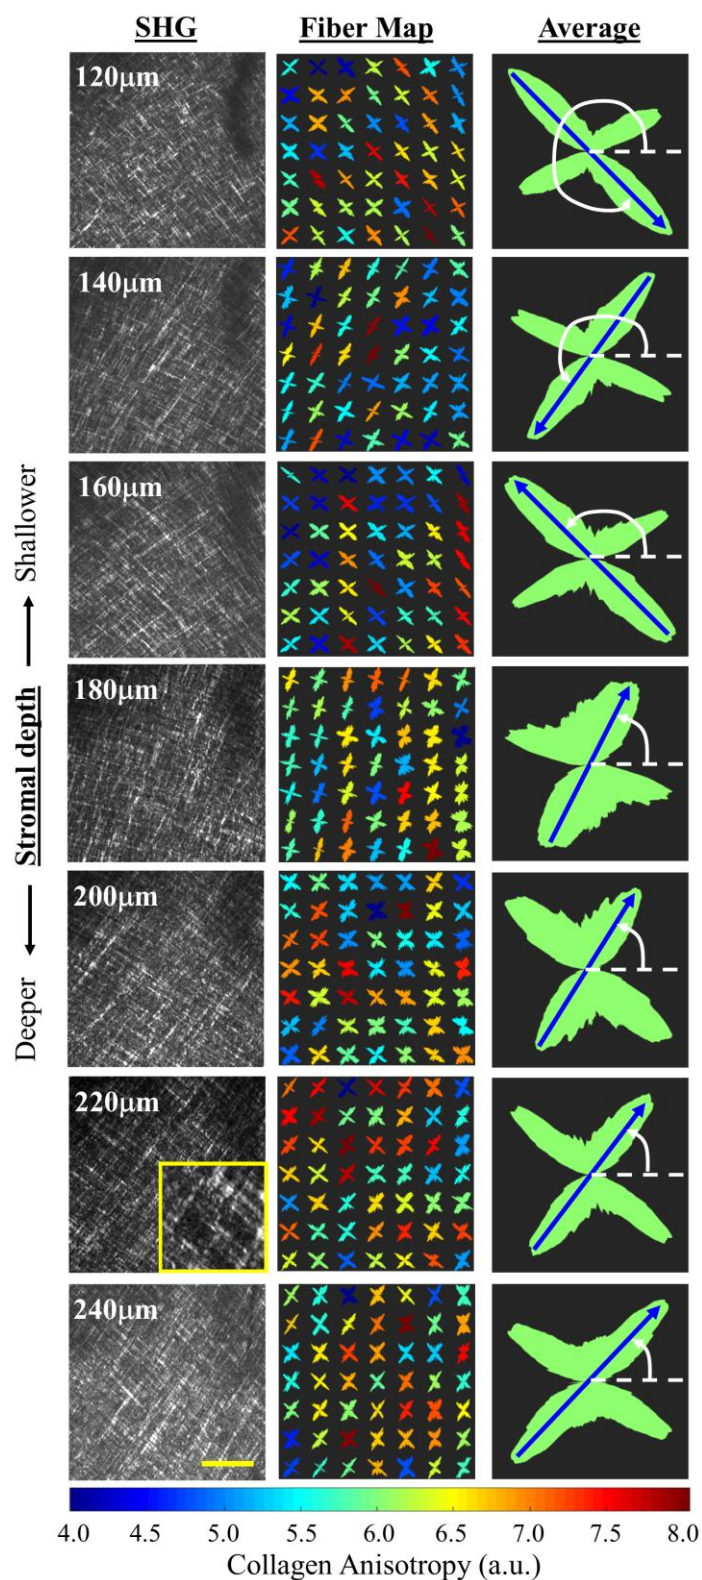 SHG Fiber Map Average
120μm
140μm
160μm
180μm
200μm
220μm
240μm
Deeper Stromal depth Shallower
4.0 4.5 5.0 5.5 6.0 6.5 7.0 7.5 8.0
Collagen Anisotropy (a.u.)